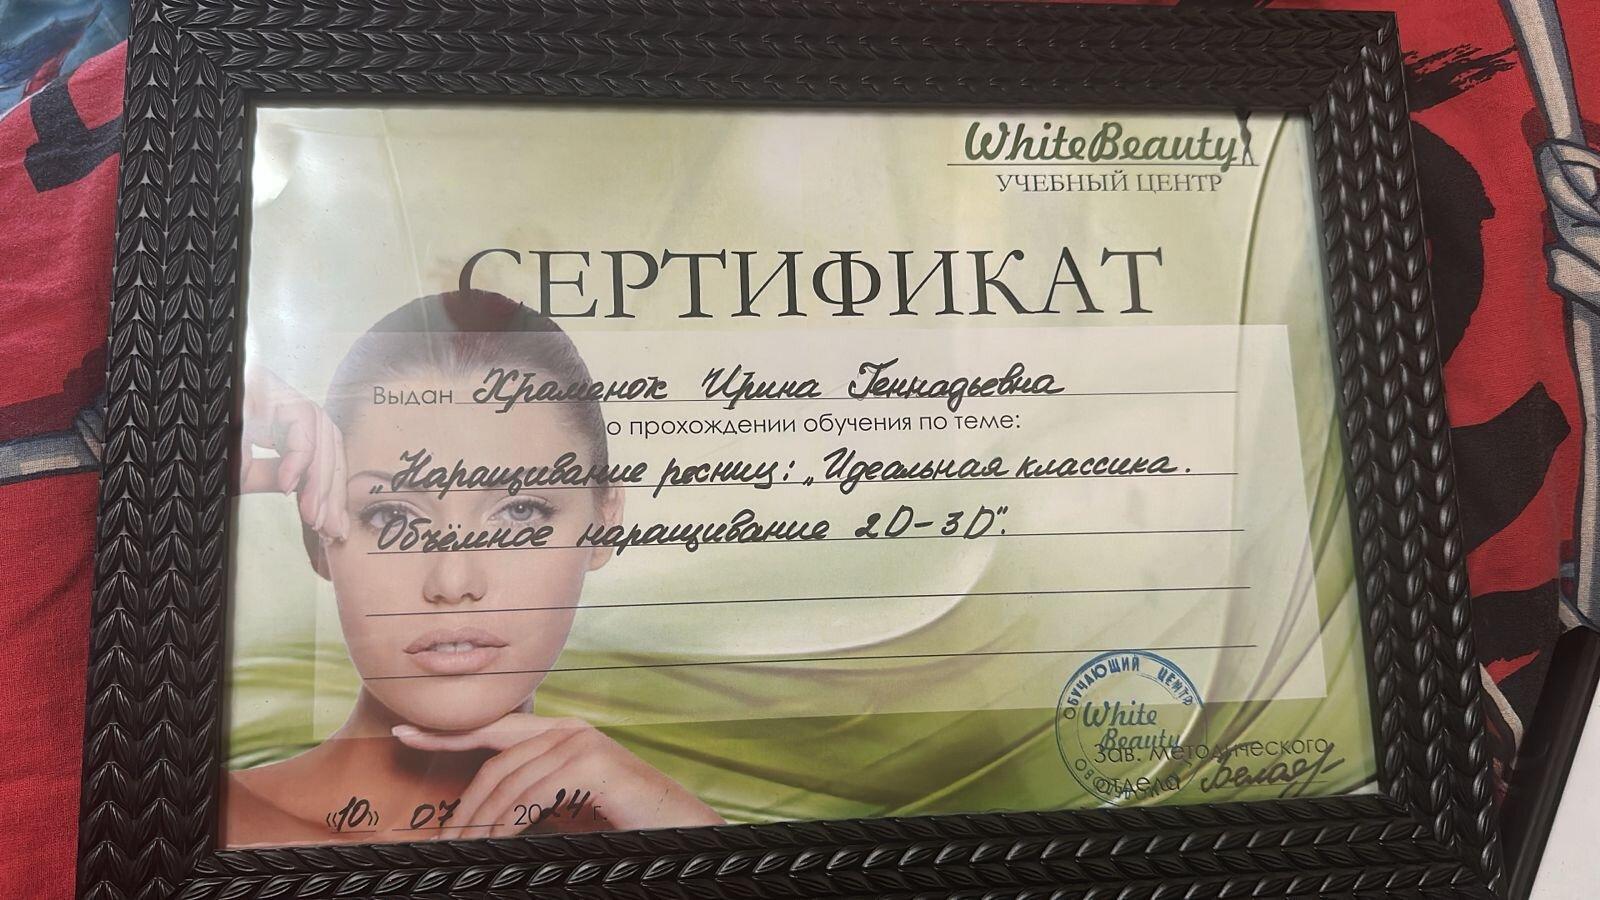 WhiteBeauty
УЧЕБНЫЙ ЦЕНТР
СЕРТИФИКАТ
Выдан Храменок Ирина Геннадьевна
о прохождении обучения по теме:
„Наращивание ресниц: „Идеальная классика.
Объёмное наращивание 2D-3D".
ОБУЧАЮЩИЙ ЦЕНТР
White
Beauty
Зав. методического
отдела Белая
«10» 07 2024 г.